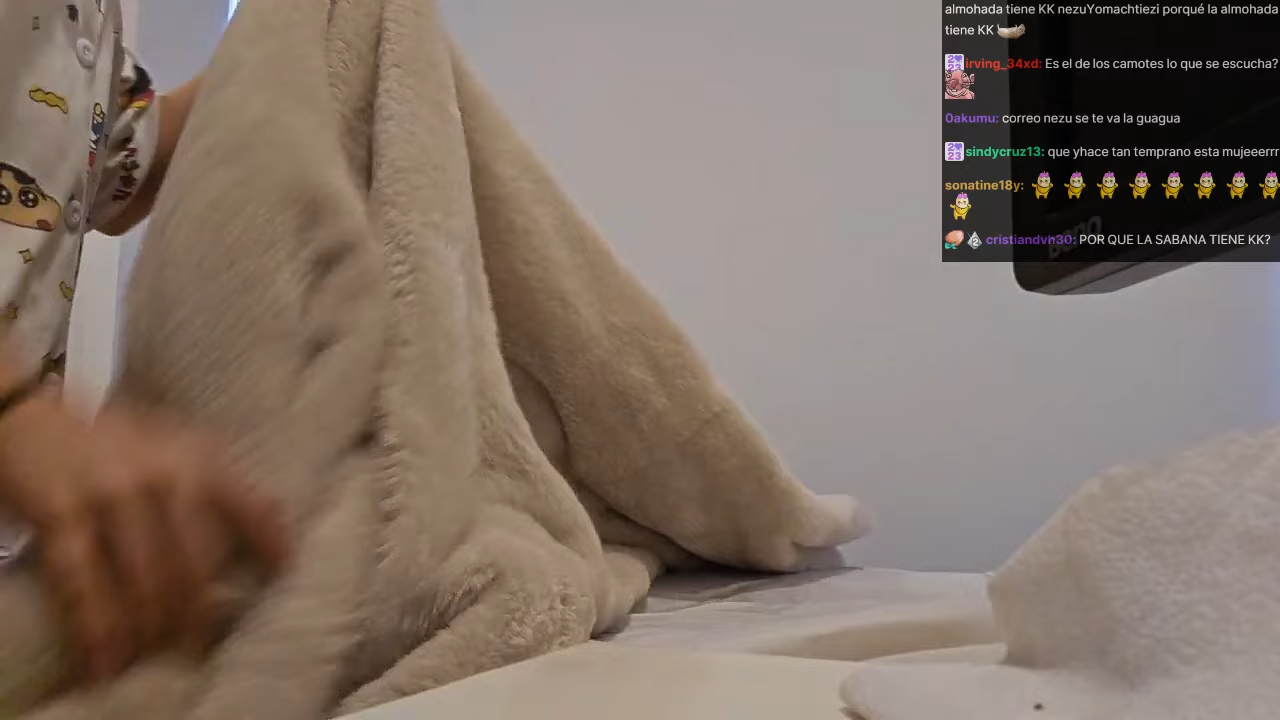 almohada tiene KK nezuYomachtiezi porqué la almohada
tiene KK
irving_34xd: Es el de los camotes lo que se escucha?
0akumu: correo nezu se te va la guagua
sindycruz13: que yhace tan temprano esta mujeeerrr
sonatine18y:
cristiandvh30: POR QUE LA SABANA TIENE KK?
BenQ